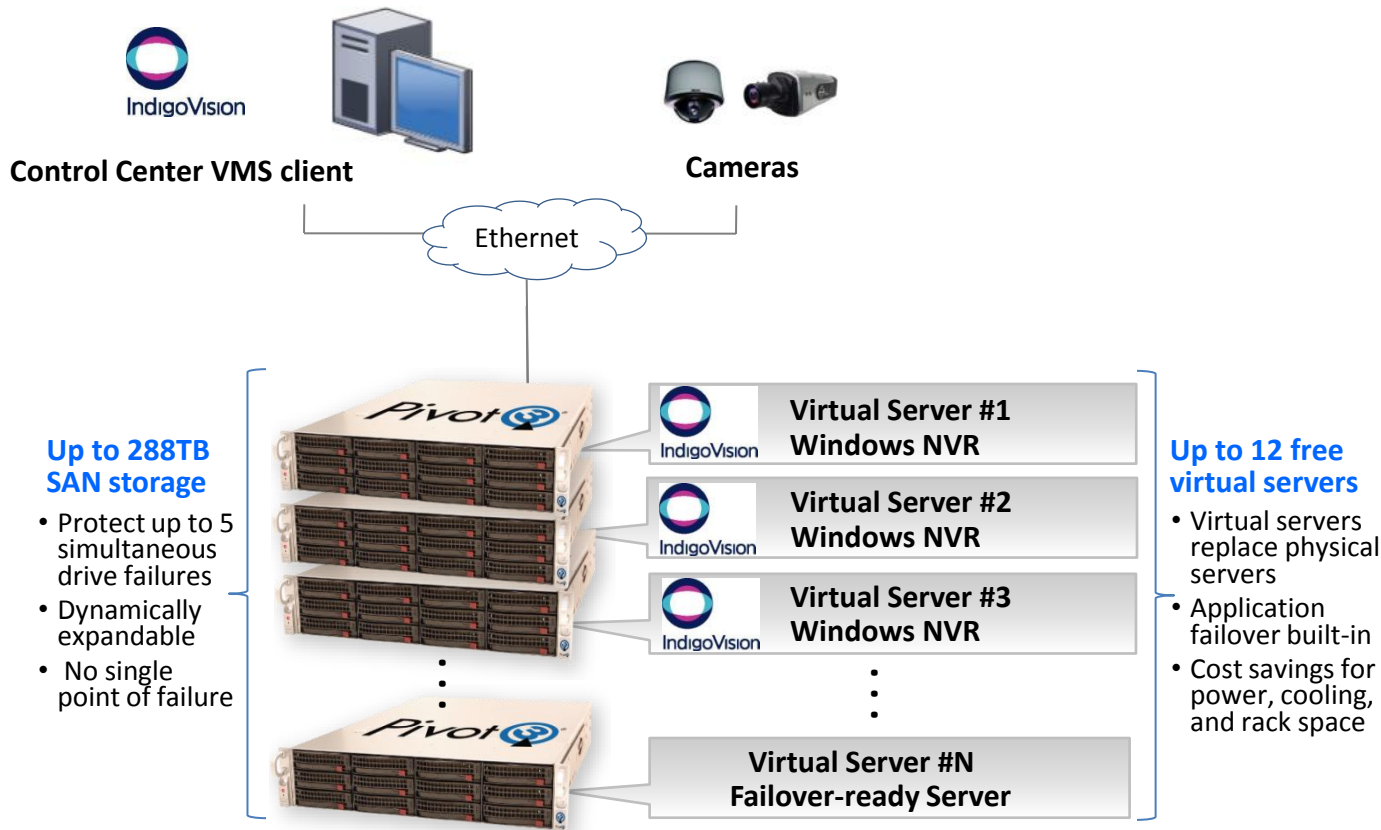 IndigoVision
Control Center VMS client
Cameras
Ethernet
Up to 288TB
SAN storage
• Protect up to 5
simultaneous
drive failures
• Dynamically
expandable
• No single
point of failure
Pivot3
Pivot3
IndigoVision
Virtual Server #1
Windows NVR
IndigoVision
Virtual Server #2
Windows NVR
IndigoVision
Virtual Server #3
Windows NVR
Virtual Server #N
Failover-ready Server
Up to 12 free
virtual servers
• Virtual servers
replace physical
servers
• Application
failover built-in
• Cost savings for
power, cooling,
and rack space